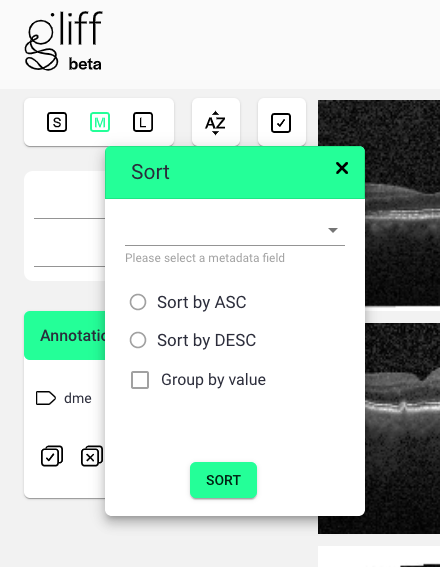 gliff
beta
S M L AZ
Sort
Please select a metadata field
Sort by ASC
Sort by DESC
Group by value
SORT
Annotatio
dme